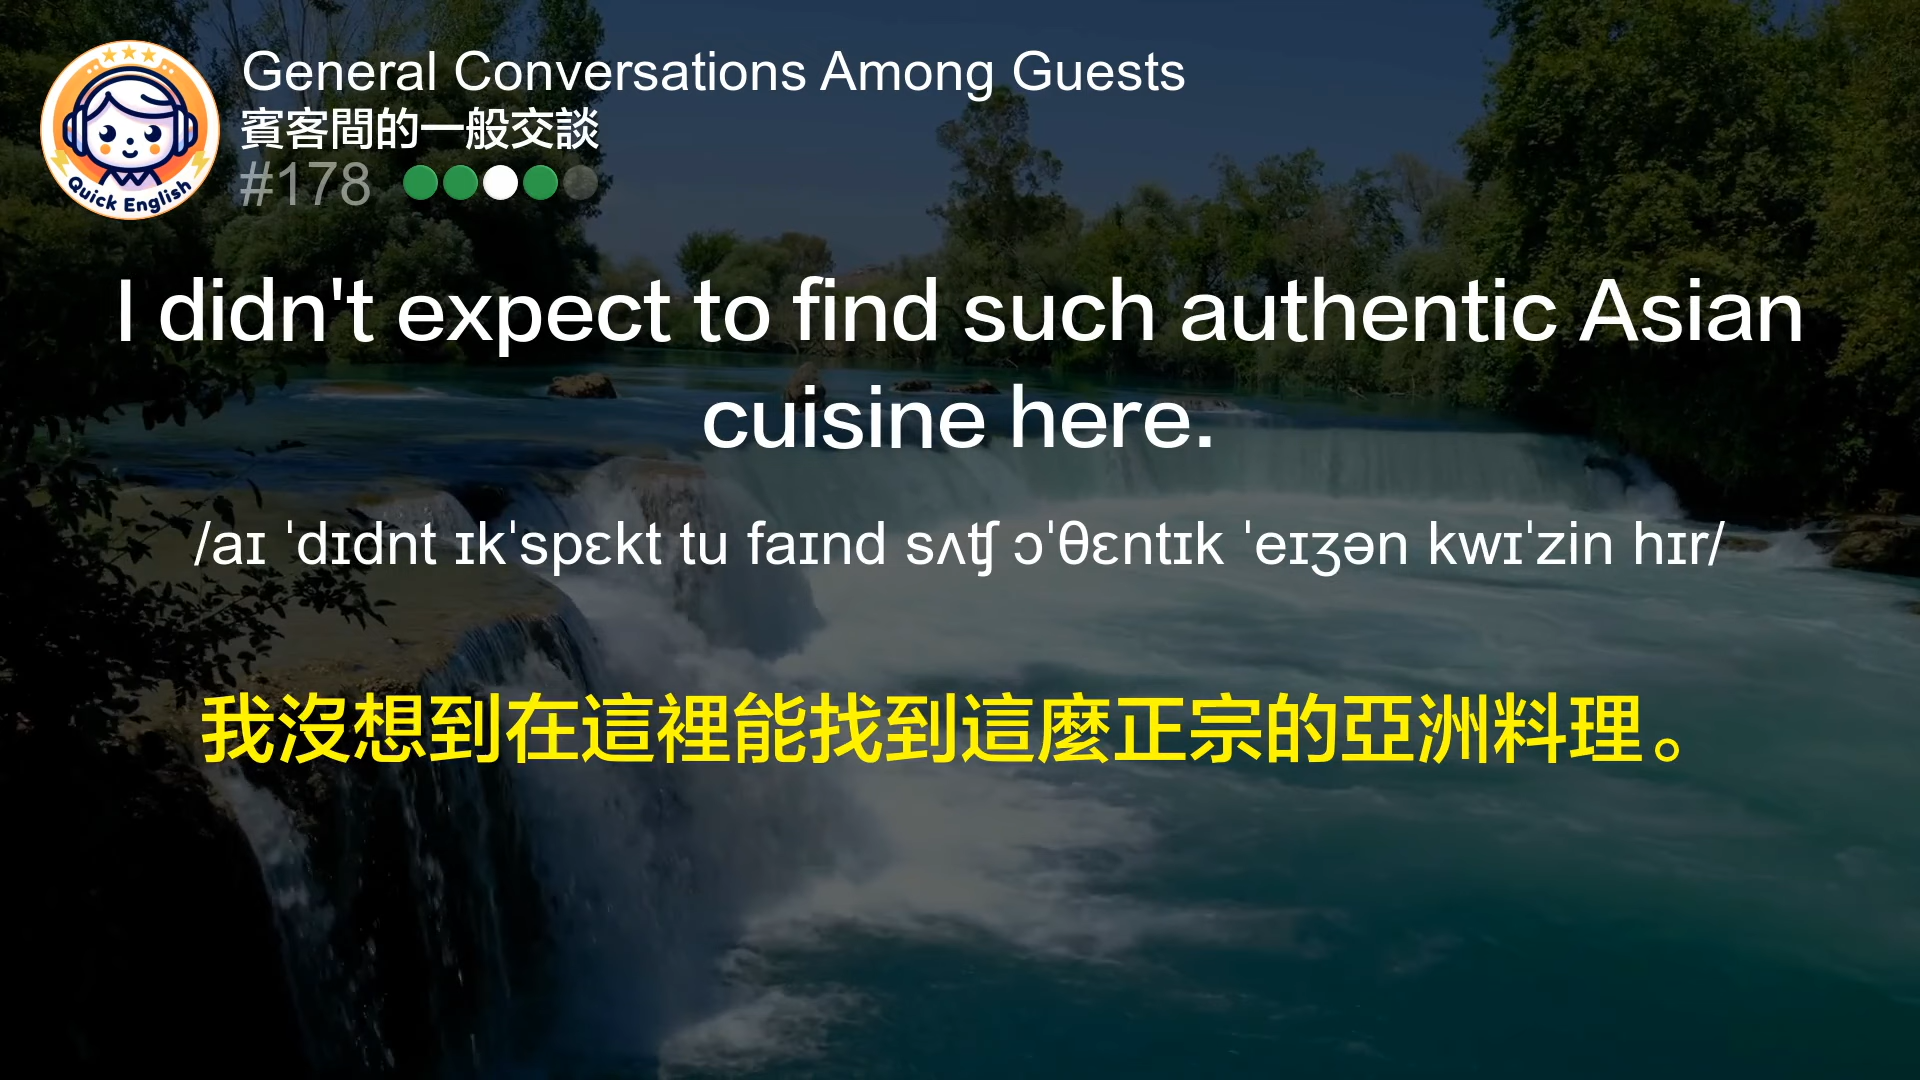 General Conversations Among Guests
賓客間的一般交談
#178
Quick English
I didn't expect to find such authentic Asian
cuisine here.
/aɪ ˈdɪdnt ɪkˈspɛkt tu faɪnd sʌʧ ɔˈθɛntɪk ˈeɪʒən kwɪˈzin hɪr/
我沒想到在這裡能找到這麼正宗的亞洲料理。